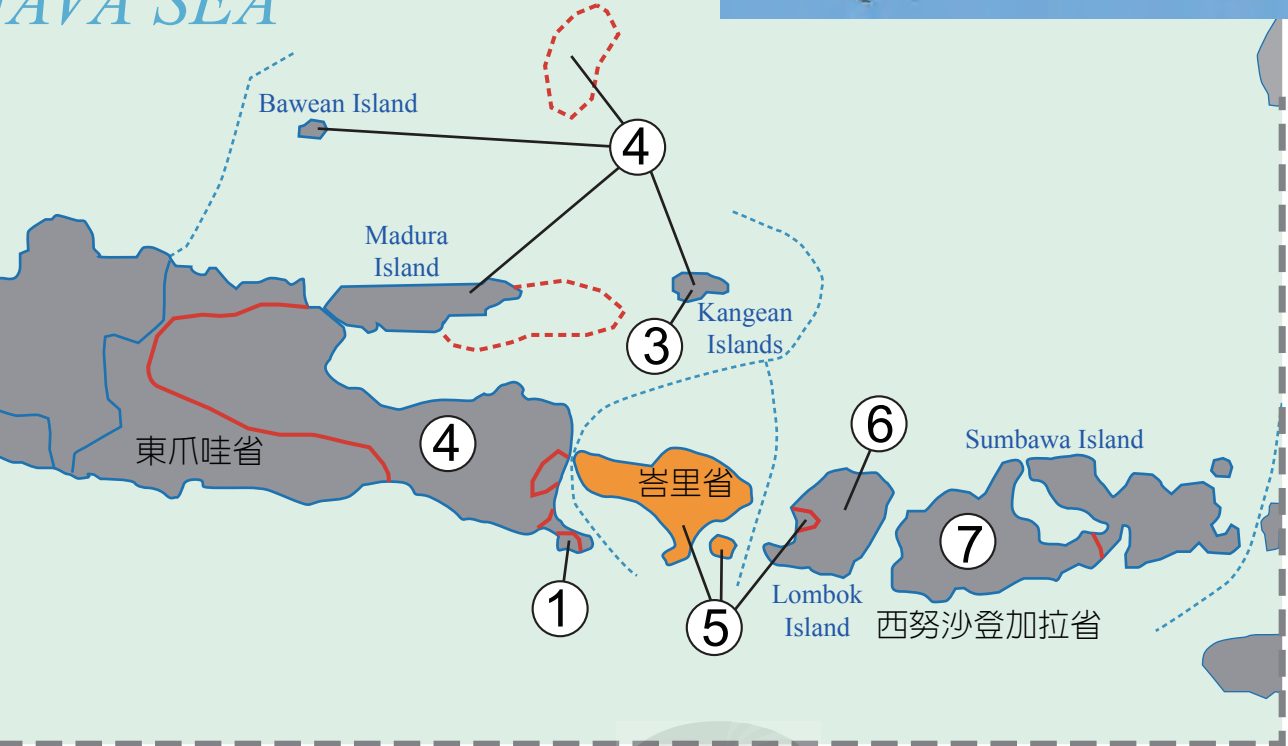 JAVA SEA
Bawean Island
④
Madura
Island
Kangean
Islands
③
⑥
Sumbawa Island
東爪哇省
④
峇里省
⑦
①
⑤
Lombok
Island
西努沙登加拉省